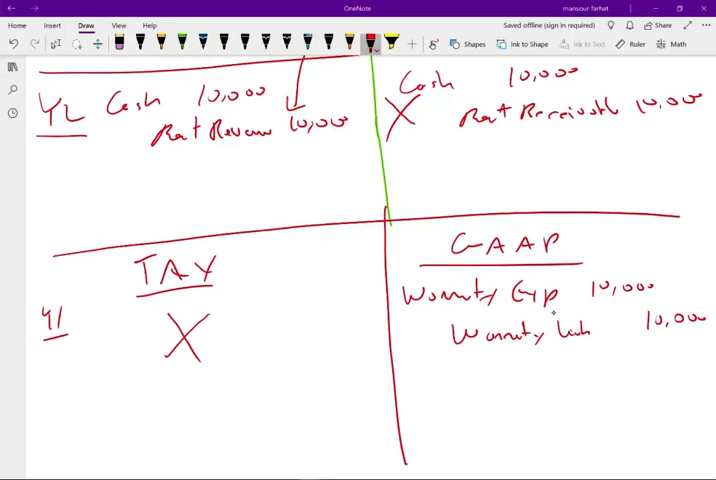 OneNote
mansour farhat
Home Insert Draw View Help
Saved offline (sign in required) Share
Shapes Ink to Shape Ink to Text Ruler Math
Y2 Cash 10,000
Rent Revenue 10,000
Cash 10,000
X Rent Receivable 10,000
TAX
GAAP
Y1 X
Warranty Exp 10,000
Warranty Liab 10,000